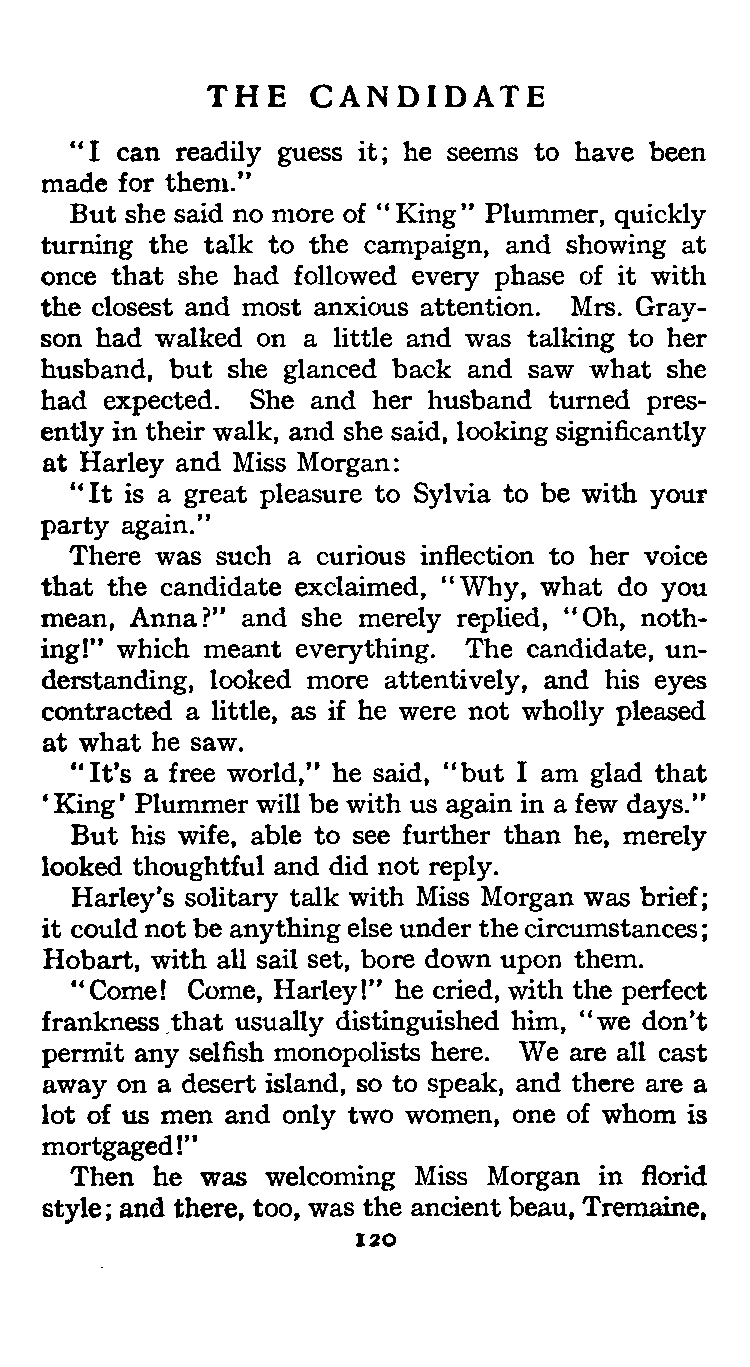 THE CANDIDATE
"I can readily guess it; he seems to have been
made for them."
But she said no more of "King" Plummer, quickly
turning the talk to the campaign, and showing at
once that she had followed every phase of it with
the closest and most anxious attention. Mrs. Gray-
son had walked on a little and was talking to her
husband, but she glanced back and saw what she
had expected. She and her husband turned pres-
ently in their walk, and she said, looking significantly
at Harley and Miss Morgan:
"It is a great pleasure to Sylvia to be with your
party again."
There was such a curious inflection to her voice
that the candidate exclaimed, "Why, what do you
mean, Anna?" and she merely replied, "Oh, noth-
ing!" which meant everything. The candidate, un-
derstanding, looked more attentively, and his eyes
contracted a little, as if he were not wholly pleased
at what he saw.
"It's a free world," he said, "but I am glad that
'King' Plummer will be with us again in a few days."
But his wife, able to see further than he, merely
looked thoughtful and did not reply.
Harley's solitary talk with Miss Morgan was brief;
it could not be anything else under the circumstances;
Hobart, with all sail set, bore down upon them.
"Come! Come, Harley!" he cried, with the perfect
frankness that usually distinguished him, "we don't
permit any selfish monopolists here. We are all cast
away on a desert island, so to speak, and there are a
lot of us men and only two women, one of whom is
mortgaged!"
Then he was welcoming Miss Morgan in florid
style; and there, too, was the ancient beau, Tremaine,
120